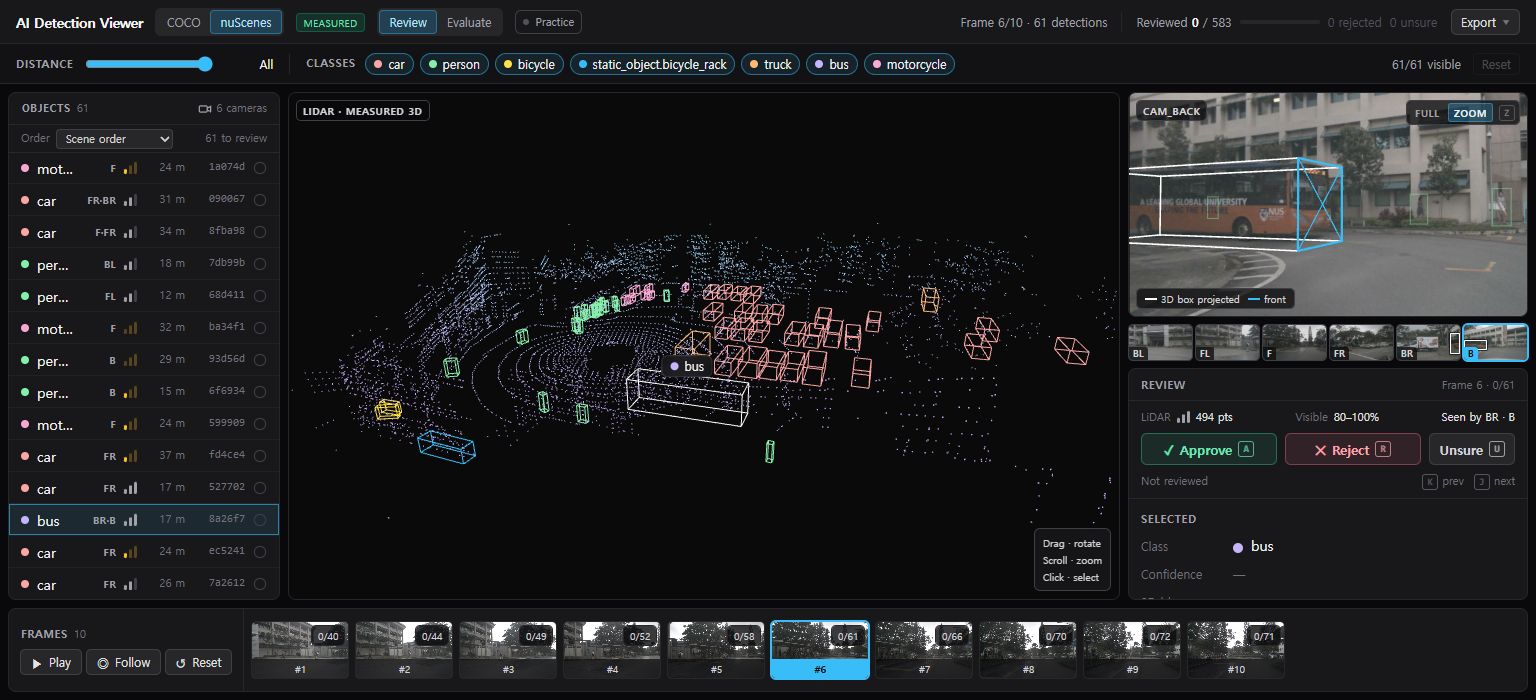 AI Detection Viewer COCO nuScenes MEASURED Review Evaluate Practice Frame 6/10 · 61 detections Reviewed 0 / 583 0 rejected 0 unsure Export
DISTANCE All CLASSES car person bicycle static_object.bicycle_rack truck bus motorcycle 61/61 visible Reset
OBJECTS 61 6 cameras
Order Scene order 61 to review
mot... F 24 m 1a074d
car FR·BR 31 m 090067
car F·FR 34 m 8fba98
per... BL 18 m 7db99b
per... FL 12 m 68d411
mot... F 32 m ba34f1
per... B 29 m 93d56d
per... B 15 m 6f6934
mot... F 24 m 599909
car FR 37 m fd4ce4
car FR 17 m 527702
bus BR·B 17 m 8a26f7
car FR 24 m ec5241
car FR 26 m 7a2612
LIDAR · MEASURED 3D
bus
Drag · rotate
Scroll · zoom
Click · select
CAM_BACK FULL ZOOM Z
A LEADING GLOBAL UNIVERSITY
NUS
3D box projected front
BL FL F FR BR B
REVIEW Frame 6 · 0/61
LiDAR 494 pts Visible 80–100% Seen by BR · B
✓ Approve A ✕ Reject R Unsure U
Not reviewed K prev J next
SELECTED
Class bus
Confidence —
FRAMES 10
Play Follow Reset
0/40 0/44 0/49 0/52 0/58 0/61 0/66 0/70 0/72 0/71
#1 #2 #3 #4 #5 #6 #7 #8 #9 #10